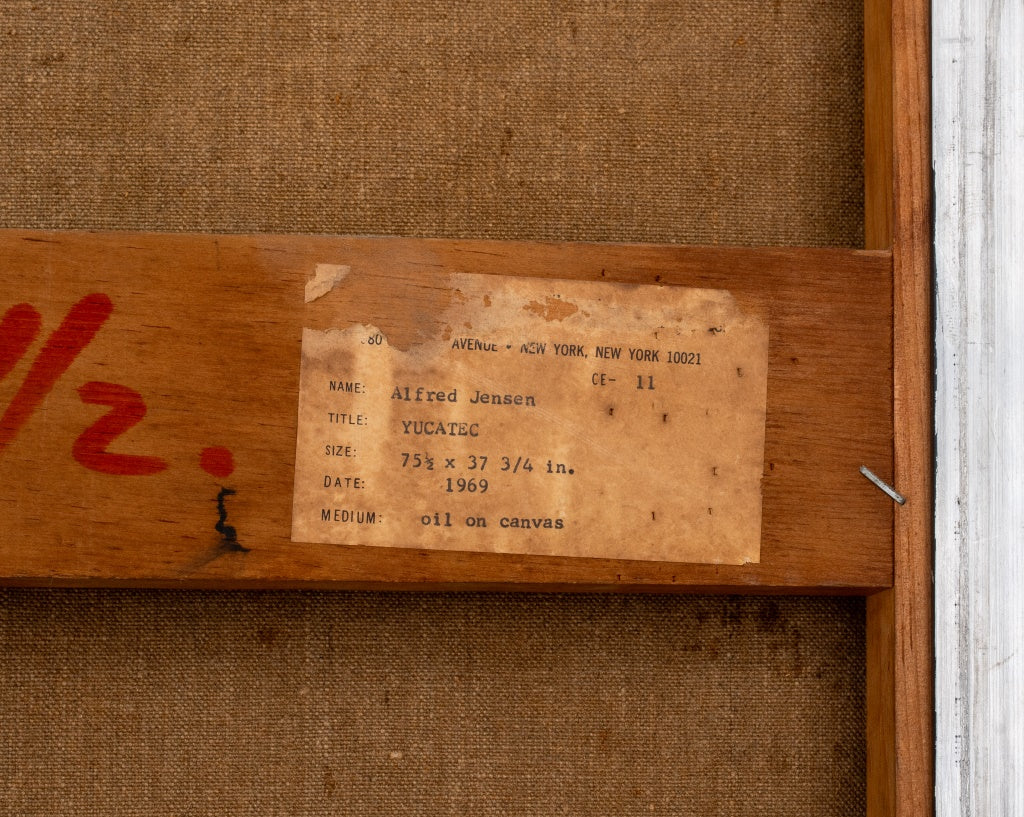 80 AVENUE • NEW YORK, NEW YORK 10021
CE- 11
NAME: Alfred Jensen
TITLE: YUCATEC
SIZE: 75½ x 37 3/4 in.
DATE: 1969
MEDIUM: oil on canvas
/2.